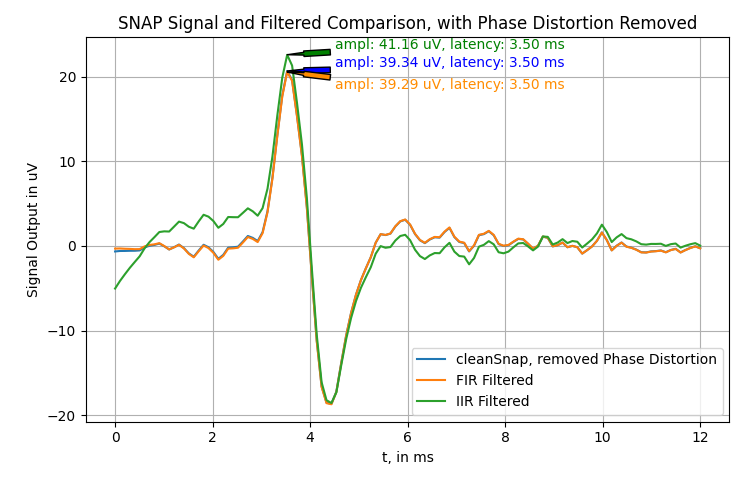 SNAP Signal and Filtered Comparison, with Phase Distortion Removed
ampl: 41.16 uV, latency: 3.50 ms
ampl: 39.34 uV, latency: 3.50 ms
ampl: 39.29 uV, latency: 3.50 ms
Signal Output in uV
20
10
0
−10
−20
cleanSnap, removed Phase Distortion
FIR Filtered
IIR Filtered
0 2 4 6 8 10 12
t, in ms